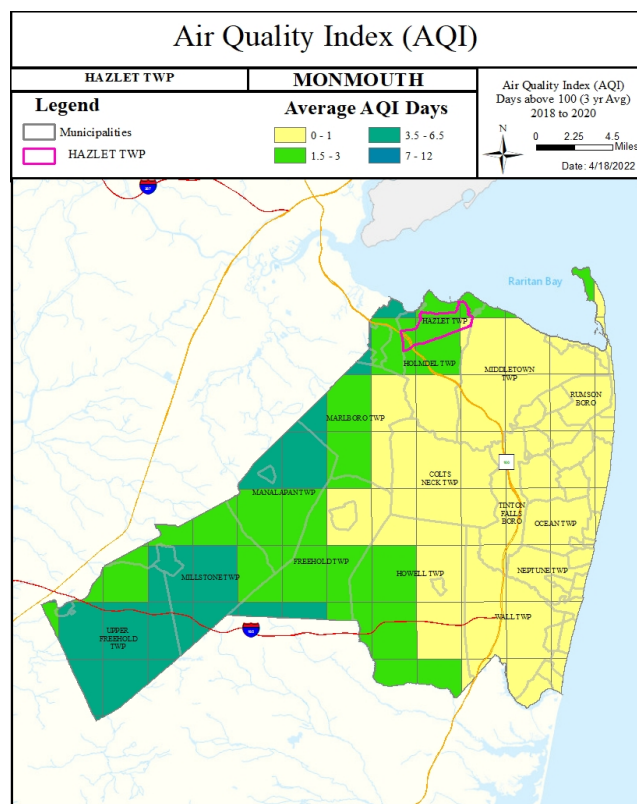 Air Quality Index (AQI)
HAZLET TWP
MONMOUTH
Legend
Municipalities
HAZLET TWP
Average AQI Days
0 - 1
3.5 - 6.5
1.5 - 3
7 - 12
Air Quality Index (AQI)
Days above 100 (3 yr Avg)
2018 to 2020
N
0 2.25 4.5
Miles
Date: 4/18/2022
Raritan Bay
HAZLET TWP
HOLMDEL TWP
MIDDLETOWN
TWP
RUMSON
BORO
MARLBORO TWP
COLTS
NECK TWP
MANALAPAN TWP
TINTON
FALLS
BORO
OCEAN TWP
FREEHOLD TWP
MILLSTONE TWP
HOWELL TWP
NEPTUNE TWP
WALL TWP
UPPER
FREEHOLD
TWP